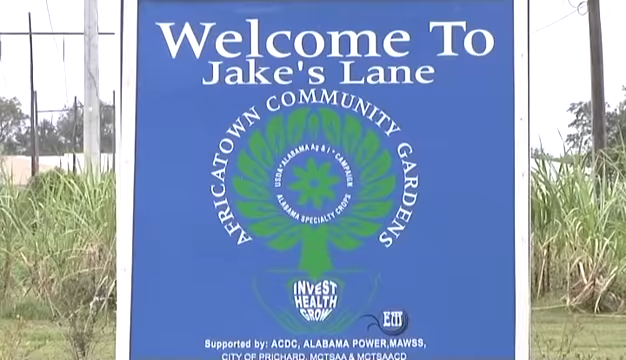 Welcome To
Jake's Lane
AFRICATOWN COMMUNITY GARDENS
USDA*ALABAMA Ag & I * CAMPAIGN
ALABAMA SPECIALTY CROPS
INVEST
HEALTH
GROW
Supported by: ACDC, ALABAMA POWER,MAWSS,
CITY OF PRICHARD, MCTSAA & MCTSAACD